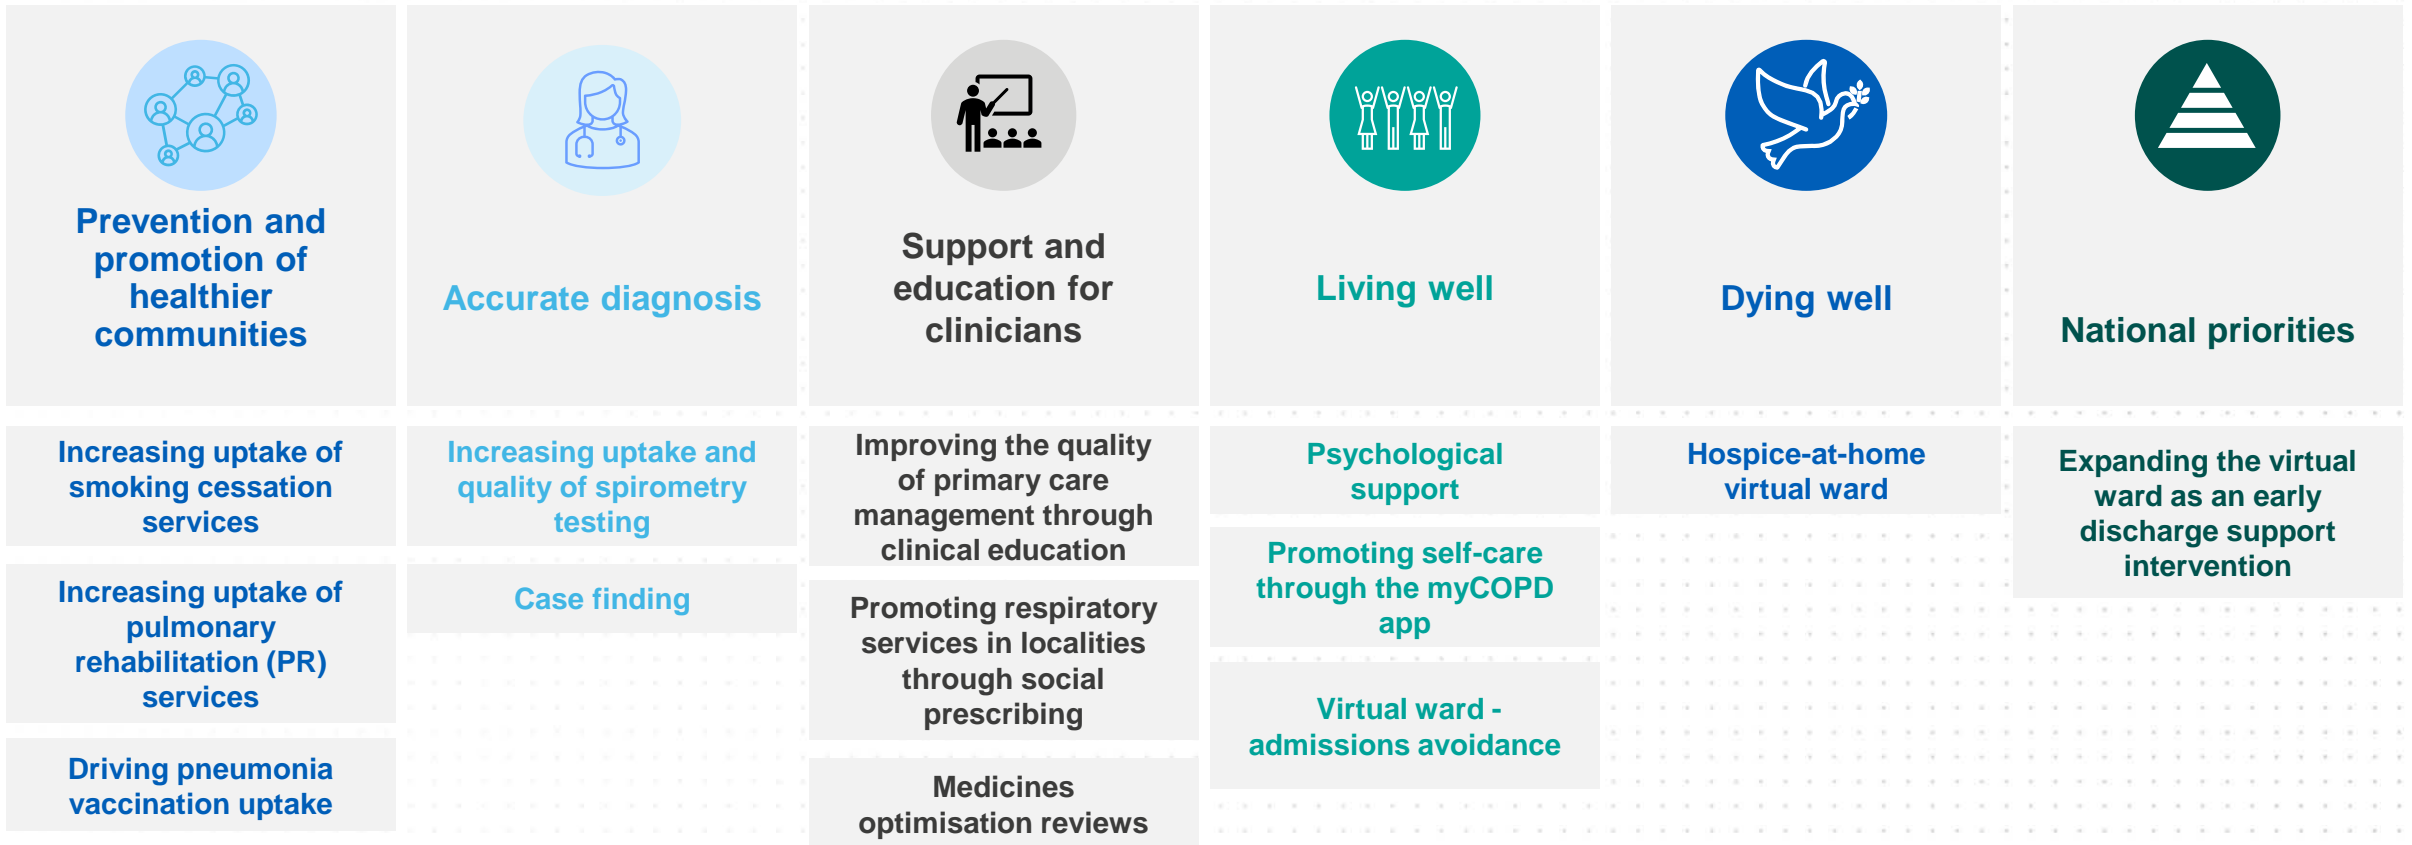 Prevention and
promotion of
healthier
communities
Increasing uptake of
smoking cessation
services
Increasing uptake of
pulmonary
rehabilitation (PR)
services
Driving pneumonia
vaccination uptake
Accurate diagnosis
Increasing uptake and
quality of spirometry
testing
Case finding
Support and
education for
clinicians
Improving the quality
of primary care
management through
clinical education
Promoting respiratory
services in localities
through social
prescribing
Medicines
optimisation reviews
Living well
Psychological
support
Promoting self-care
through the myCOPD
app
Virtual ward -
admissions avoidance
Dying well
Hospice-at-home
virtual ward
National priorities
Expanding the virtual
ward as an early
discharge support
intervention